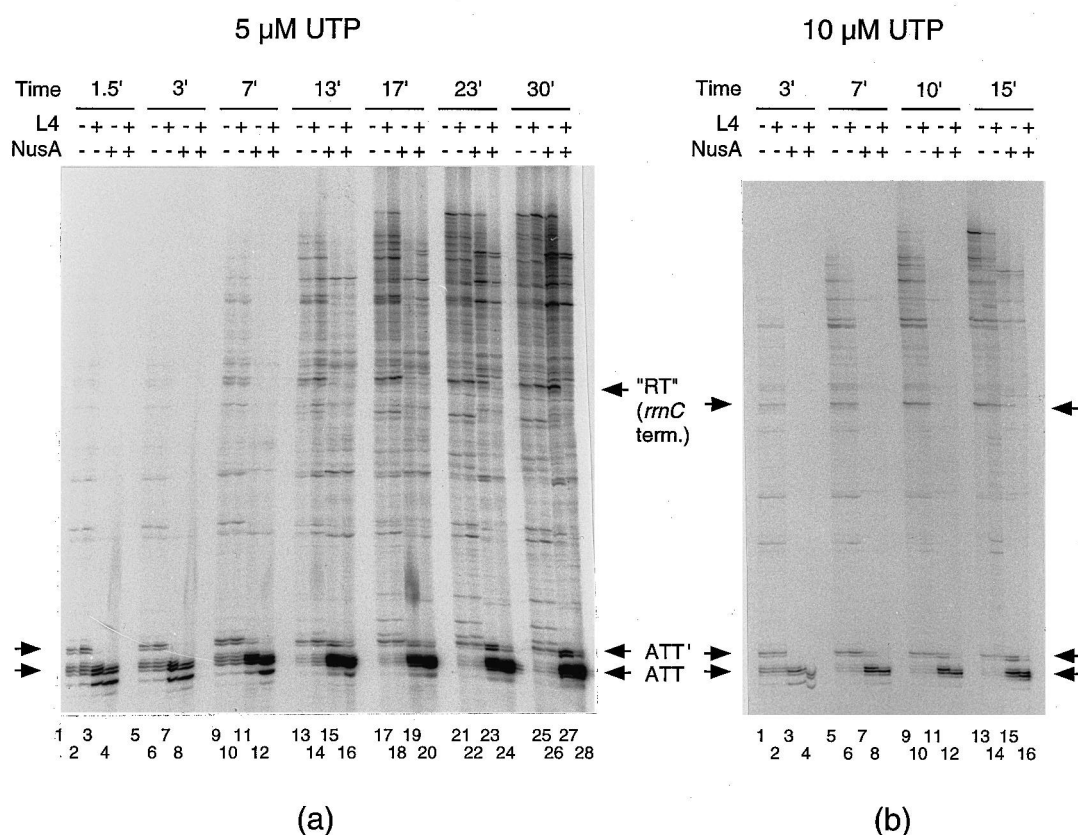 5 µM UTP
Time 1.5' 3' 7' 13' 17' 23' 30'
L4 - + - + - + - + - + - + - + - + - + - + - + - + - + - +
NusA - - + + - - + + - - + + - - + + - - + + - - + + - - + +
"RT"
(rrnC
term.)
ATT'
ATT
1 3 5 7 9 11 13 15 17 19 21 23 25 27
2 4 6 8 10 12 14 16 18 20 22 24 26 28
(a)
10 µM UTP
Time 3' 7' 10' 15'
L4 - + - + - + - + - + - + - + - +
NusA - - + + - - + + - - + + - - + +
1 3 5 7 9 11 13 15
2 4 6 8 10 12 14 16
(b)